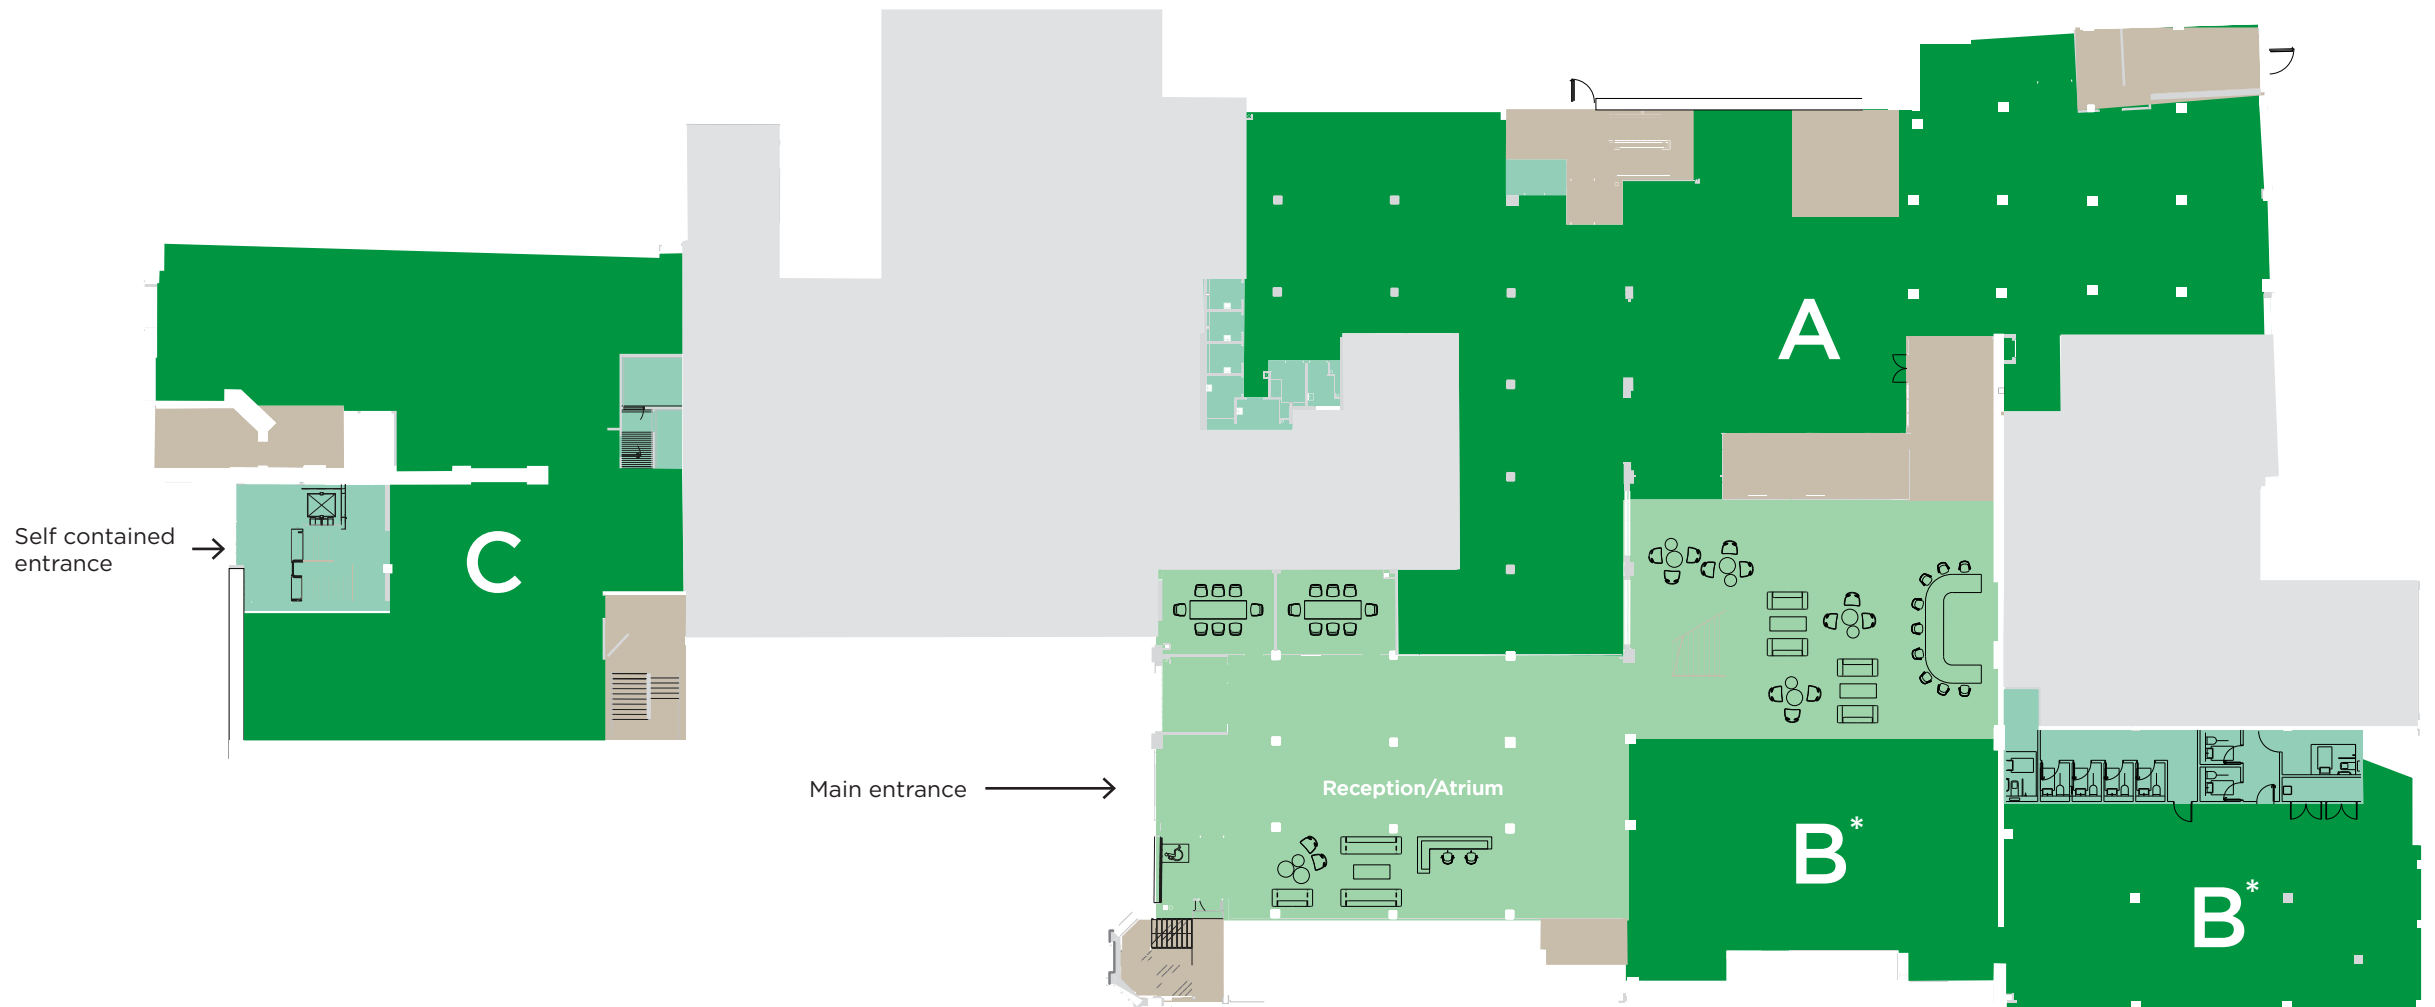 A
Self contained
entrance
C
Main entrance
Reception/Atrium
B*
B*